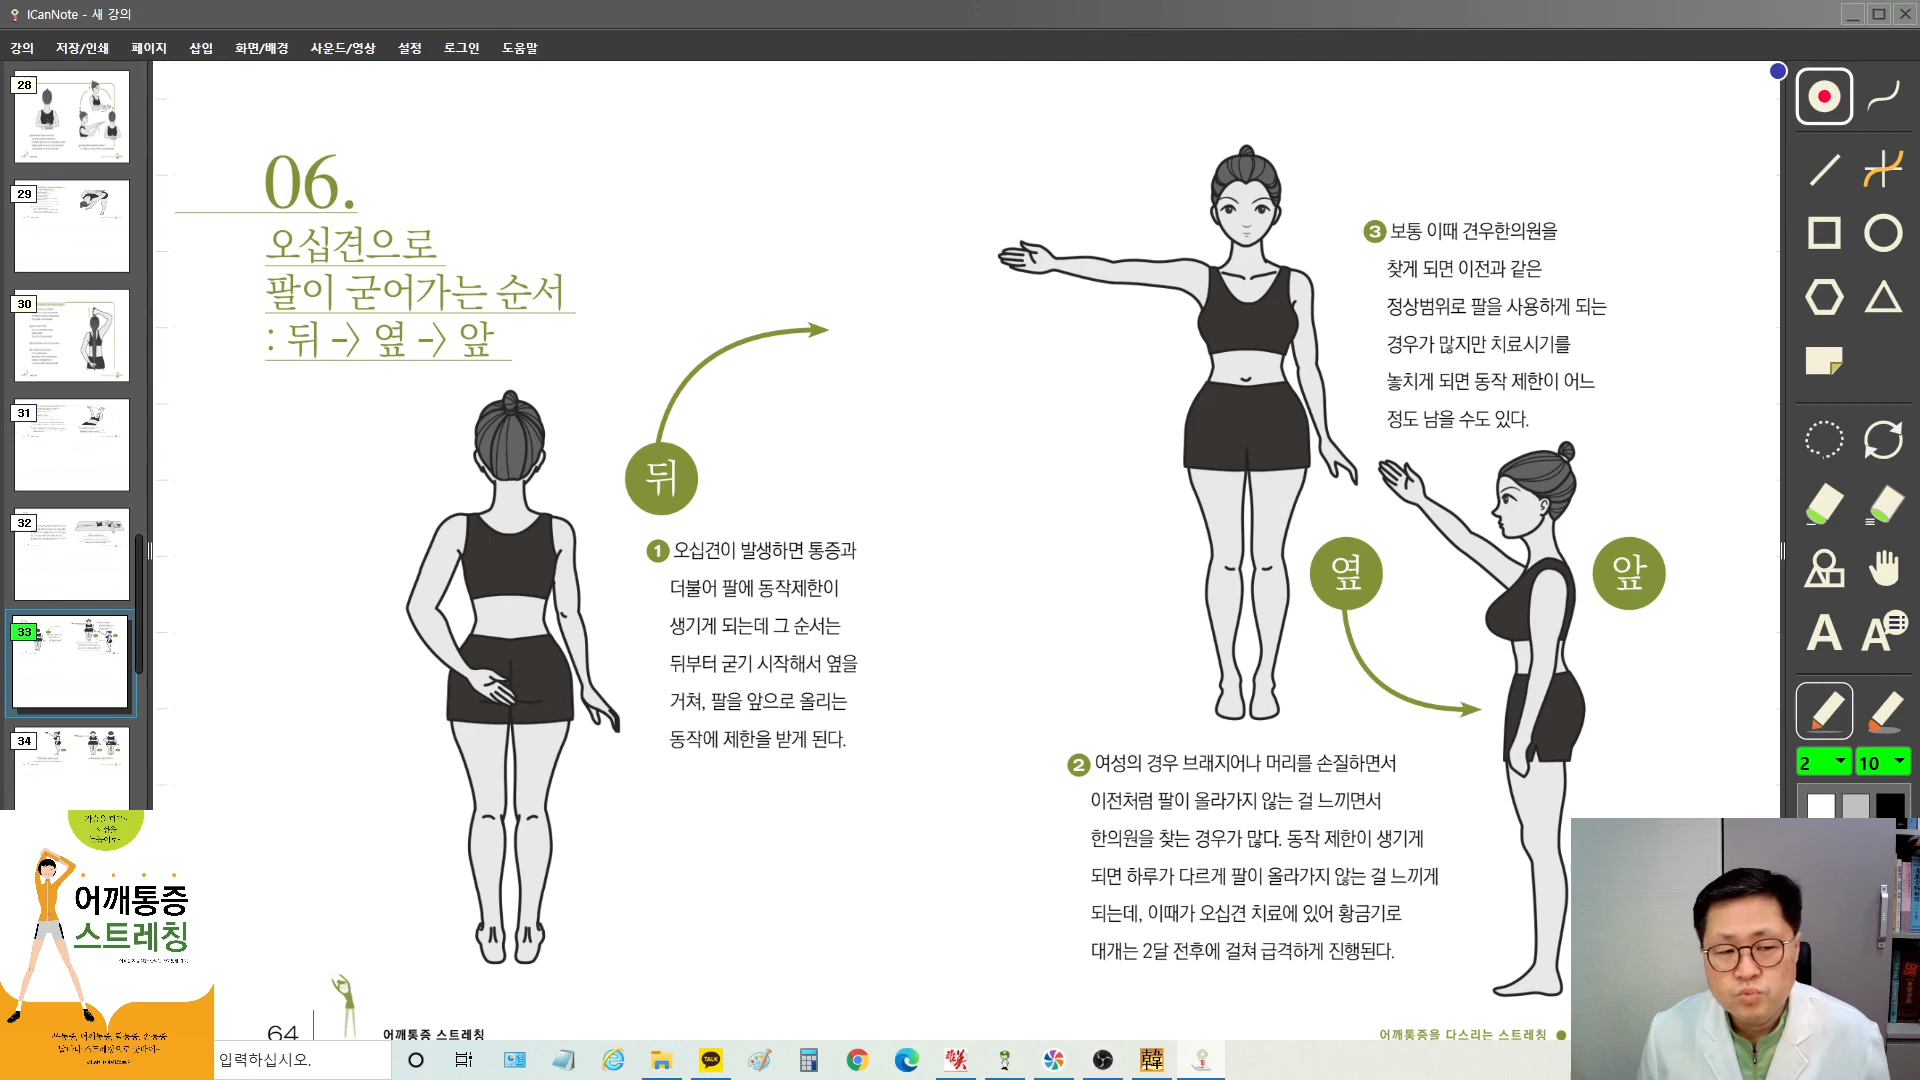 ICanNote - 새 강의
강의 저장/인쇄 페이지 삽입 화면/배경 사운드/영상 설정 로그인 도움말
28
29
30
31
32
33
34
06.
오십견으로
팔이 굳어가는 순서
: 뒤 -> 옆 -> 앞
뒤
1 오십견이 발생하면 통증과
더불어 팔에 동작제한이
생기게 되는데 그 순서는
뒤부터 굳기 시작해서 옆을
거쳐, 팔을 앞으로 올리는
동작에 제한을 받게 된다.
3 보통 이때 견우한의원을
찾게 되면 이전과 같은
정상범위로 팔을 사용하게 되는
경우가 많지만 치료시기를
놓치게 되면 동작 제한이 어느
정도 남을 수도 있다.
옆
앞
2 여성의 경우 브래지어나 머리를 손질하면서
이전처럼 팔이 올라가지 않는 걸 느끼면서
한의원을 찾는 경우가 많다. 동작 제한이 생기게
되면 하루가 다르게 팔이 올라가지 않는 걸 느끼게
되는데, 이때가 오십견 치료에 있어 황금기로
대개는 2달 전후에 걸쳐 급격하게 진행된다.
64
어깨통증 스트레칭
어깨통증을 다스리는 스트레칭
어깨통증
스트레칭
입력하십시오.
TALK
韓
A
A
2
10